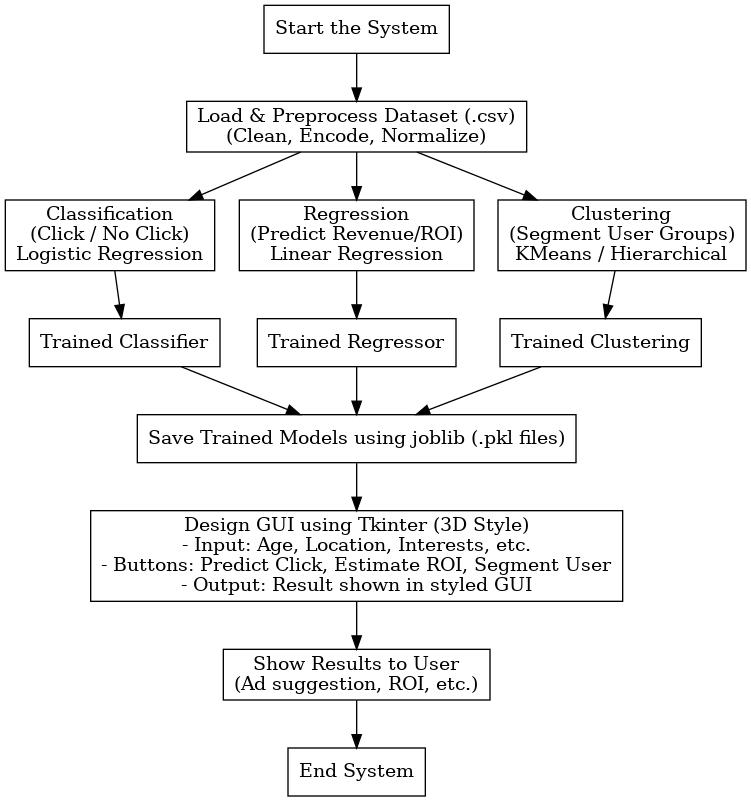 Start the System
Load & Preprocess Dataset (.csv)
(Clean, Encode, Normalize)
Classification
(Click / No Click)
Logistic Regression
Regression
(Predict Revenue/ROI)
Linear Regression
Clustering
(Segment User Groups)
KMeans / Hierarchical
Trained Classifier
Trained Regressor
Trained Clustering
Save Trained Models using joblib (.pkl files)
Design GUI using Tkinter (3D Style)
- Input: Age, Location, Interests, etc.
- Buttons: Predict Click, Estimate ROI, Segment User
- Output: Result shown in styled GUI
Show Results to User
(Ad suggestion, ROI, etc.)
End System